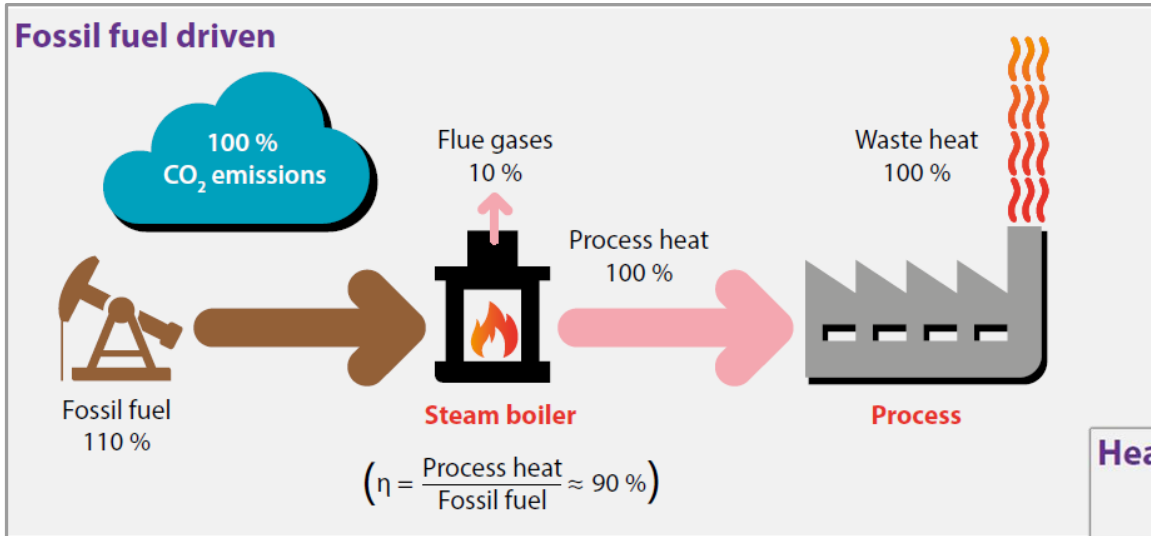 Fossil fuel driven
100 %
CO₂ emissions
Flue gases
10 %
Waste heat
100 %
Process heat
100 %
Fossil fuel
110 %
Steam boiler
Process
(η = Process heat / Fossil fuel ≈ 90 %)
Hea